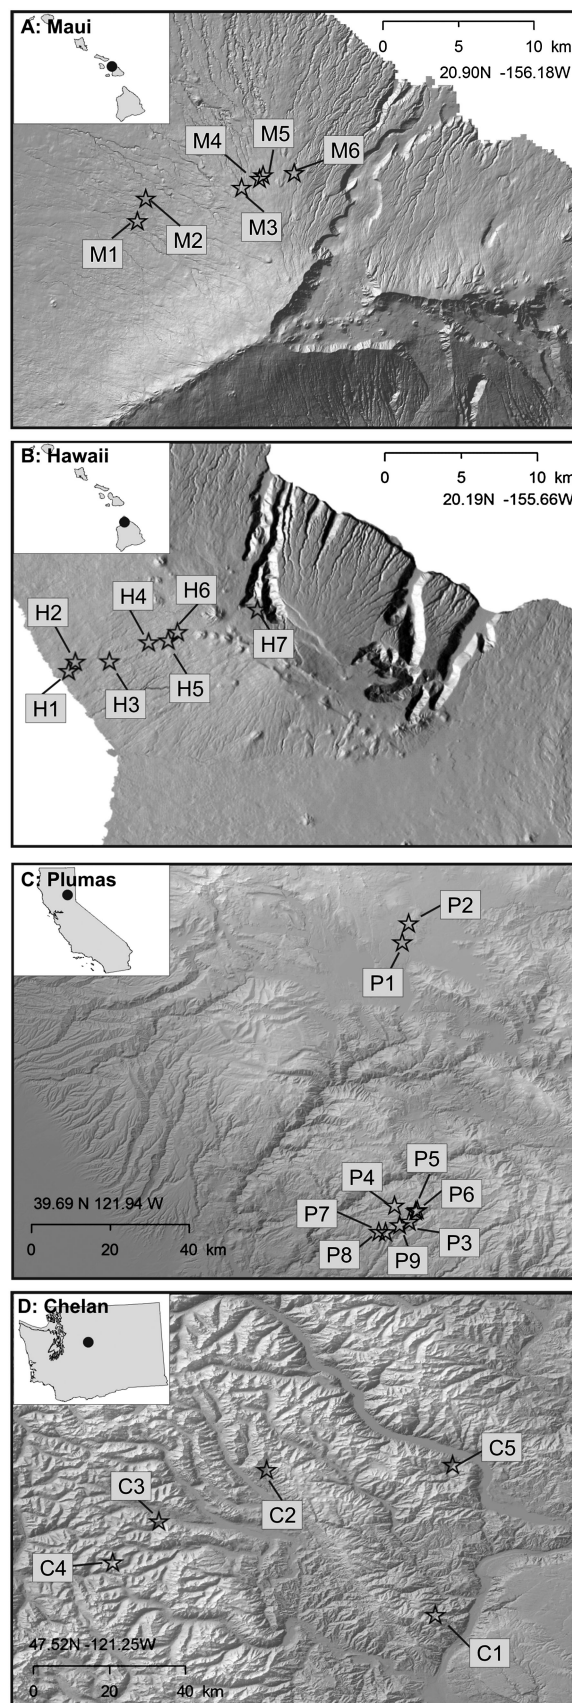 A: Maui
0 5 10 km
20.90N -156.18W
M4 M5 M6
M3
M1 M2
B: Hawaii
0 5 10 km
20.19N -155.66W
H2 H4 H6
H7
H1 H3 H5
C: Plumas
P2
P1
P5
P4 P6
P7 P3
P8 P9
39.69 N 121.94 W
0 20 40 km
D: Chelan
C5
C3
C2
C4
C1
47.52N -121.25W
0 20 40 km